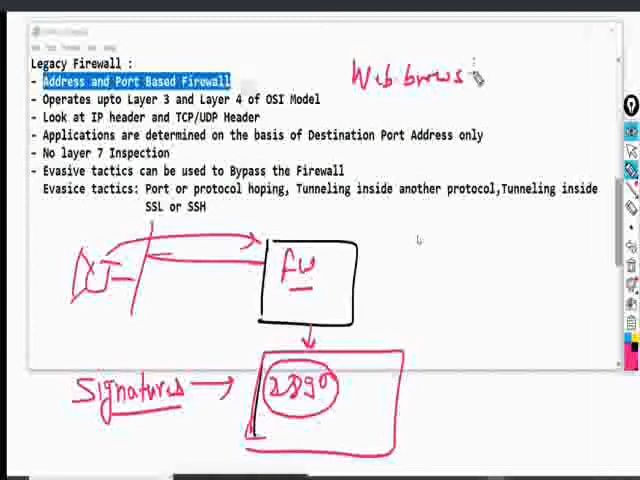 Legacy Firewall :
- Address and Port Based Firewall
Web brows
- Operates upto Layer 3 and Layer 4 of OSI Model
- Look at IP header and TCP/UDP Header
- Applications are determined on the basis of Destination Port Address only
- No layer 7 Inspection
- Evasive tactics can be used to Bypass the Firewall
Evasice tactics: Port or protocol hoping, Tunneling inside another protocol,Tunneling inside
SSL or SSH
FW
Signatures